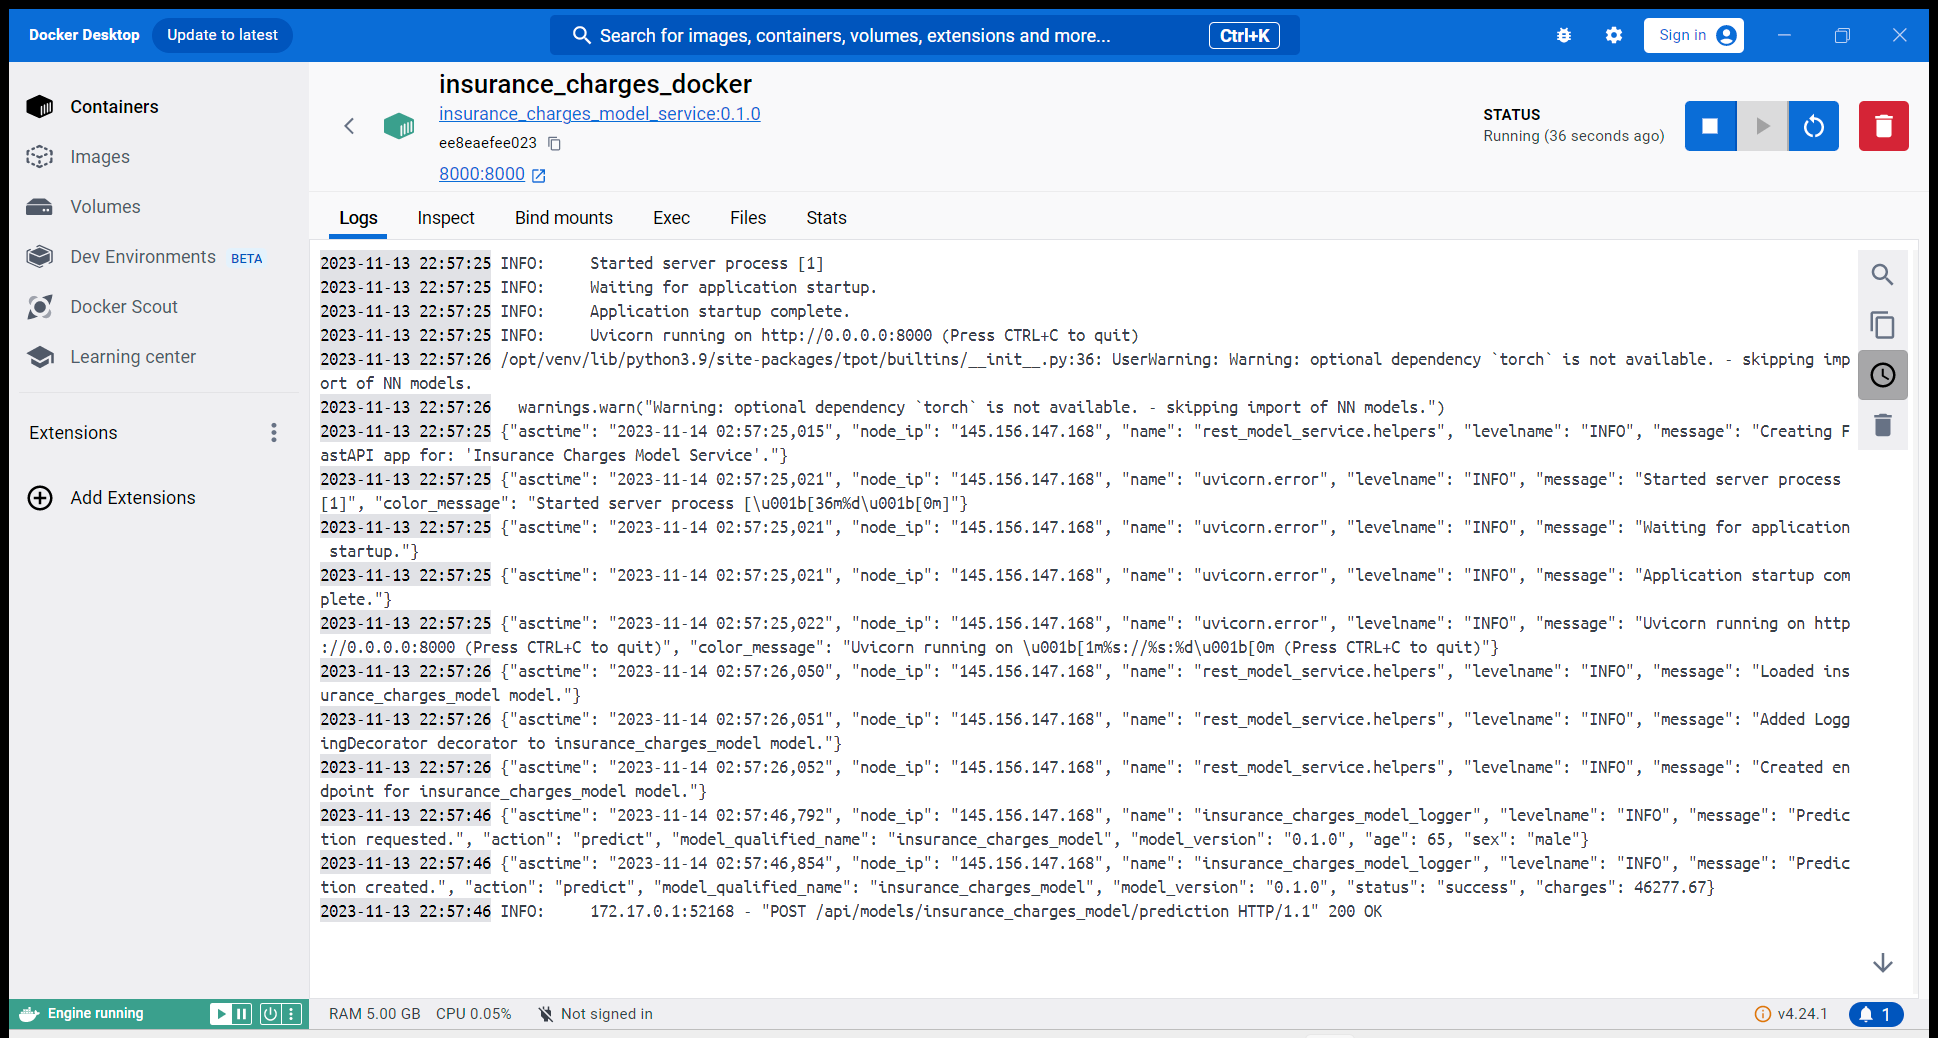 Docker Desktop Update to latest Search for images, containers, volumes, extensions and more... Ctrl+K Sign in
Containers
Images
Volumes
Dev Environments BETA
Docker Scout
Learning center
Extensions
Add Extensions
insurance_charges_docker
insurance_charges_model_service:0.1.0
ee8eaefee023
8000:8000
STATUS
Running (36 seconds ago)
Logs Inspect Bind mounts Exec Files Stats
2023-11-13 22:57:25 INFO:     Started server process [1]
2023-11-13 22:57:25 INFO:     Waiting for application startup.
2023-11-13 22:57:25 INFO:     Application startup complete.
2023-11-13 22:57:25 INFO:     Uvicorn running on http://0.0.0.0:8000 (Press CTRL+C to quit)
2023-11-13 22:57:26 /opt/venv/lib/python3.9/site-packages/tpot/builtins/__init__.py:36: UserWarning: Warning: optional dependency `torch` is not available. - skipping imp
ort of NN models.
2023-11-13 22:57:26   warnings.warn("Warning: optional dependency `torch` is not available. - skipping import of NN models.")
2023-11-13 22:57:25 {"asctime": "2023-11-14 02:57:25,015", "node_ip": "145.156.147.168", "name": "rest_model_service.helpers", "levelname": "INFO", "message": "Creating F
astAPI app for: 'Insurance Charges Model Service'."}
2023-11-13 22:57:25 {"asctime": "2023-11-14 02:57:25,021", "node_ip": "145.156.147.168", "name": "uvicorn.error", "levelname": "INFO", "message": "Started server process 
[1]", "color_message": "Started server process [\u001b[36m%d\u001b[0m]"}
2023-11-13 22:57:25 {"asctime": "2023-11-14 02:57:25,021", "node_ip": "145.156.147.168", "name": "uvicorn.error", "levelname": "INFO", "message": "Waiting for application
 startup."}
2023-11-13 22:57:25 {"asctime": "2023-11-14 02:57:25,021", "node_ip": "145.156.147.168", "name": "uvicorn.error", "levelname": "INFO", "message": "Application startup com
plete."}
2023-11-13 22:57:25 {"asctime": "2023-11-14 02:57:25,022", "node_ip": "145.156.147.168", "name": "uvicorn.error", "levelname": "INFO", "message": "Uvicorn running on http
://0.0.0.0:8000 (Press CTRL+C to quit)", "color_message": "Uvicorn running on \u001b[1m%s://%s:%d\u001b[0m (Press CTRL+C to quit)"}
2023-11-13 22:57:26 {"asctime": "2023-11-14 02:57:26,050", "node_ip": "145.156.147.168", "name": "rest_model_service.helpers", "levelname": "INFO", "message": "Loaded ins
urance_charges_model model."}
2023-11-13 22:57:26 {"asctime": "2023-11-14 02:57:26,051", "node_ip": "145.156.147.168", "name": "rest_model_service.helpers", "levelname": "INFO", "message": "Added Logg
ingDecorator decorator to insurance_charges_model model."}
2023-11-13 22:57:26 {"asctime": "2023-11-14 02:57:26,052", "node_ip": "145.156.147.168", "name": "rest_model_service.helpers", "levelname": "INFO", "message": "Created en
dpoint for insurance_charges_model model."}
2023-11-13 22:57:46 {"asctime": "2023-11-14 02:57:46,792", "node_ip": "145.156.147.168", "name": "insurance_charges_model_logger", "levelname": "INFO", "message": "Predic
tion requested.", "action": "predict", "model_qualified_name": "insurance_charges_model", "model_version": "0.1.0", "age": 65, "sex": "male"}
2023-11-13 22:57:46 {"asctime": "2023-11-14 02:57:46,854", "node_ip": "145.156.147.168", "name": "insurance_charges_model_logger", "levelname": "INFO", "message": "Predic
tion created.", "action": "predict", "model_qualified_name": "insurance_charges_model", "model_version": "0.1.0", "status": "success", "charges": 46277.67}
2023-11-13 22:57:46 INFO:     172.17.0.1:52168 - "POST /api/models/insurance_charges_model/prediction HTTP/1.1" 200 OK
Engine running RAM 5.00 GB CPU 0.05% Not signed in v4.24.1 1